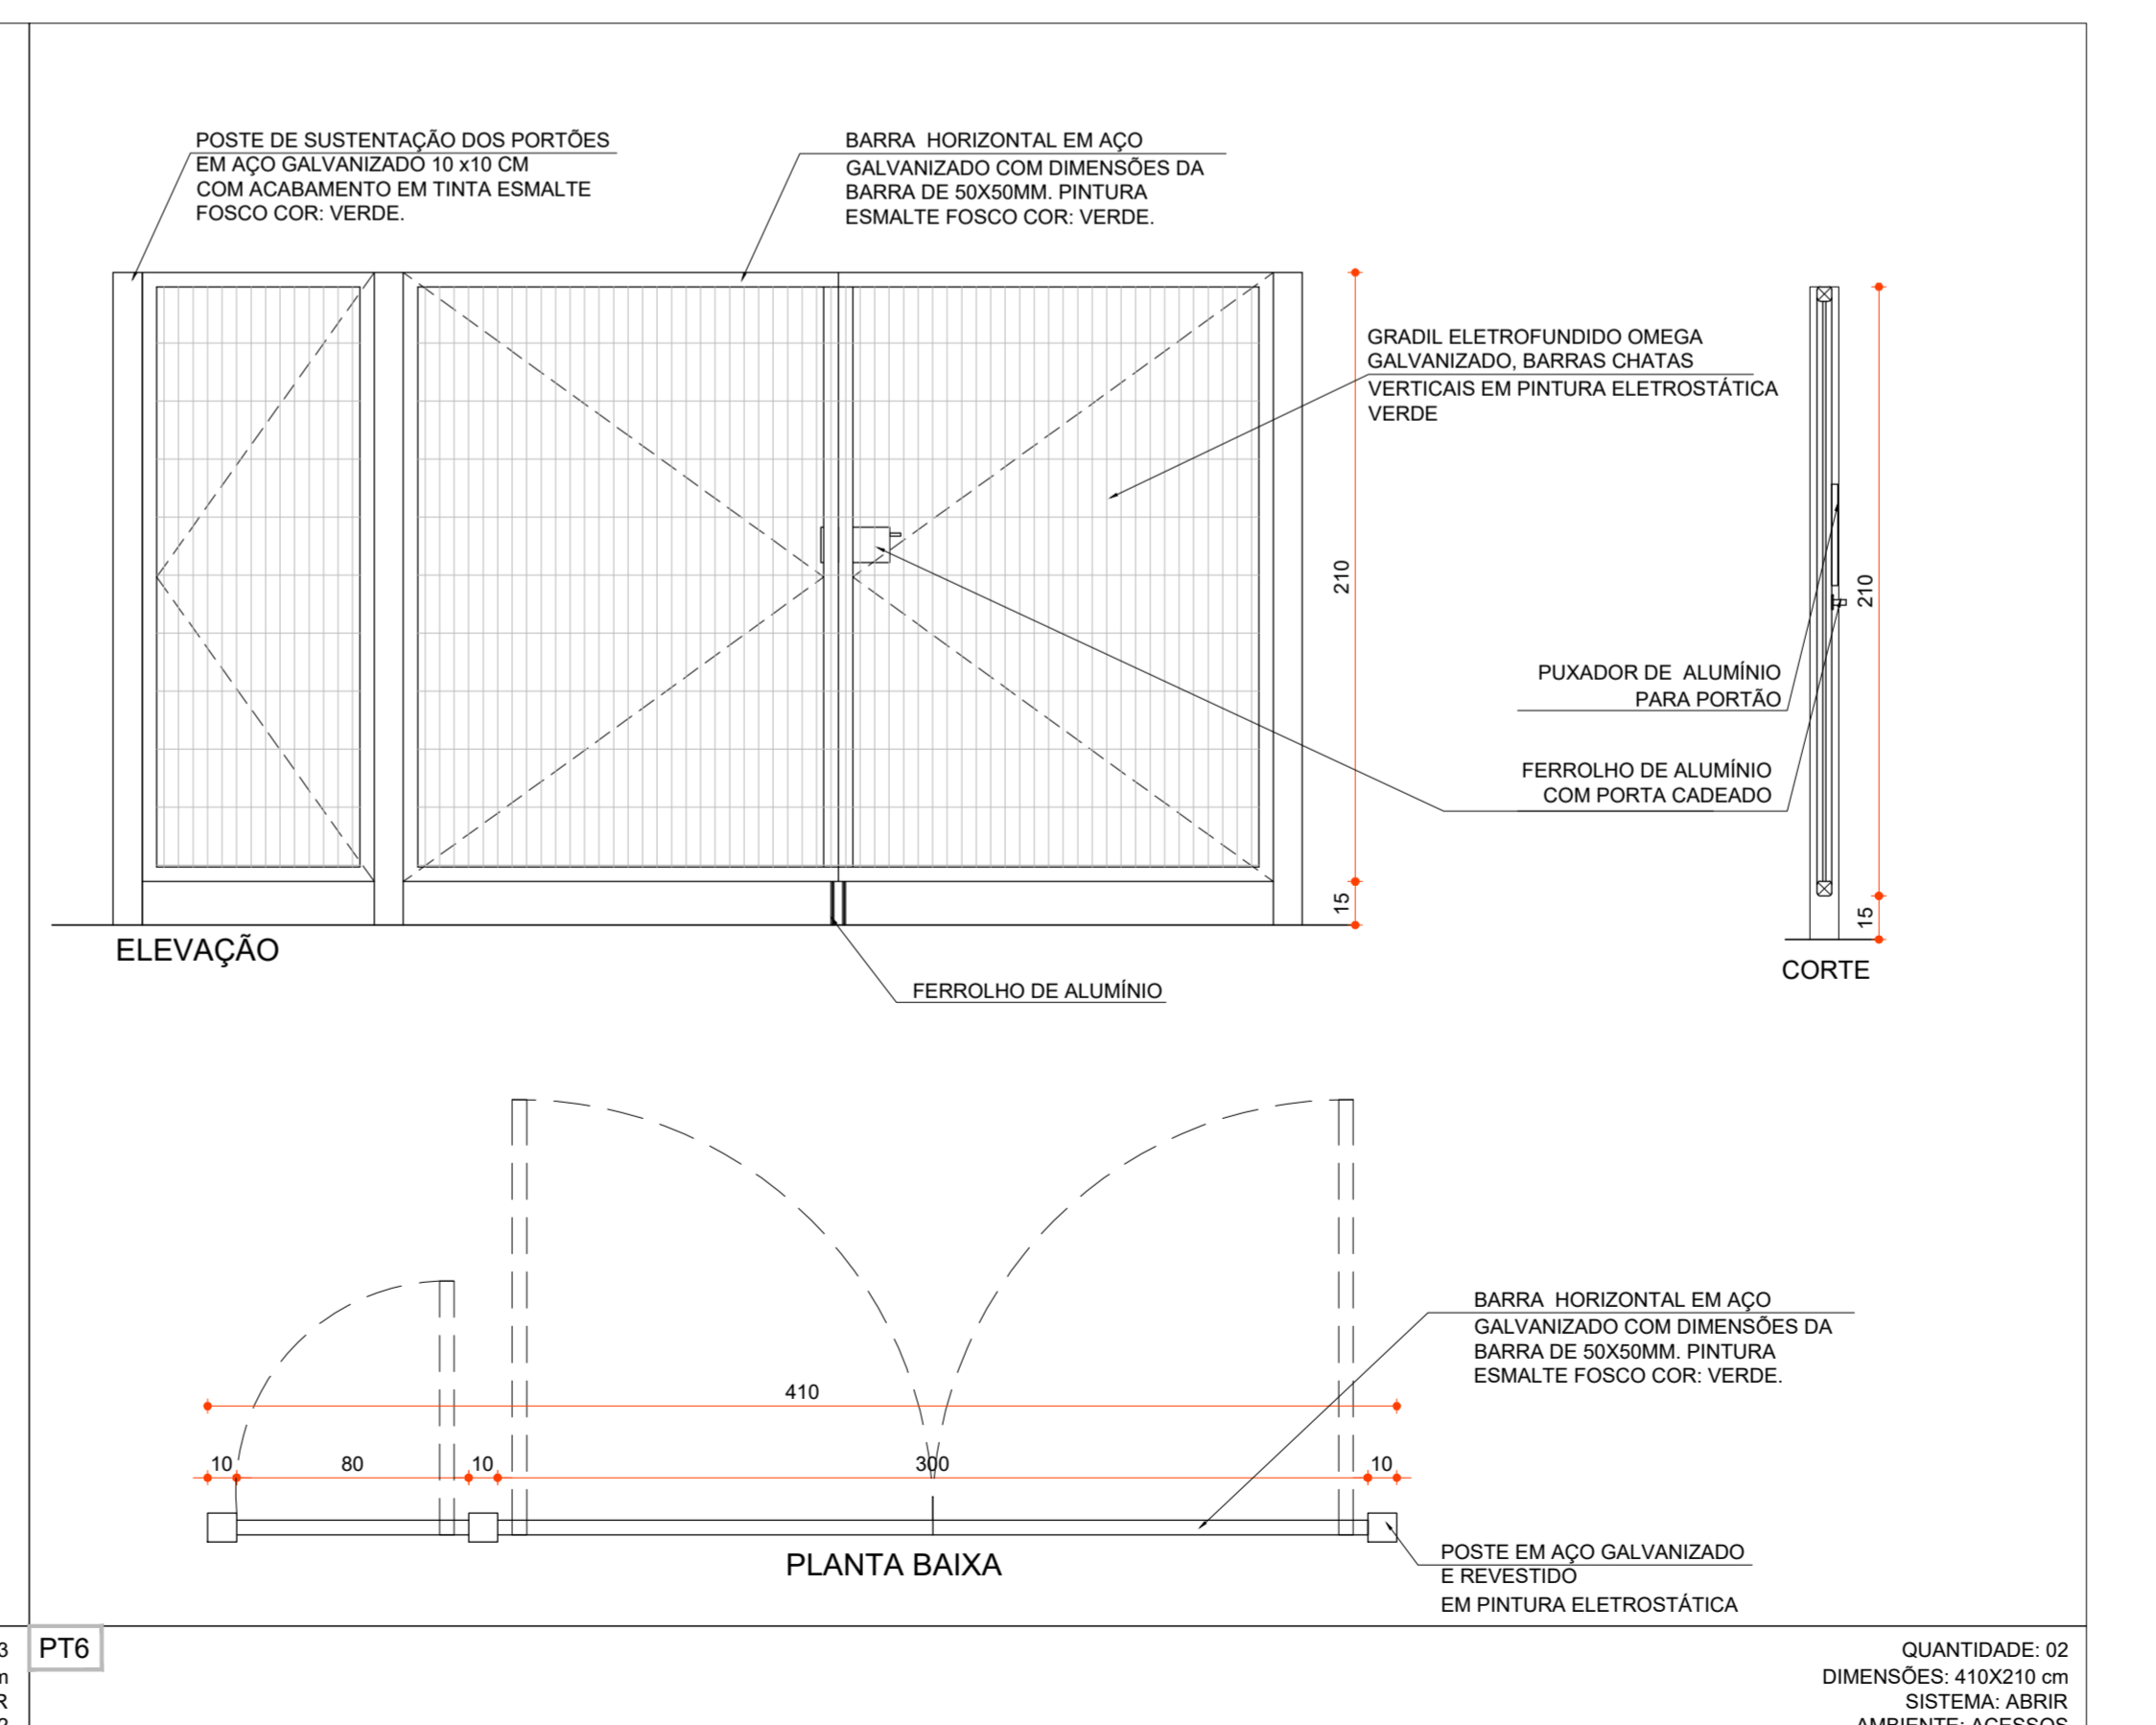 POSTE DE SUSTENTAÇÃO DOS PORTÕES
EM AÇO GALVANIZADO 10 x10 CM
COM ACABAMENTO EM TINTA ESMALTE
FOSCO COR: VERDE.
BARRA HORIZONTAL EM AÇO
GALVANIZADO COM DIMENSÕES DA
BARRA DE 50X50MM. PINTURA
ESMALTE FOSCO COR: VERDE.
GRADIL ELETROFUNDIDO OMEGA
GALVANIZADO, BARRAS CHATAS
VERTICAIS EM PINTURA ELETROSTÁTICA
VERDE
210
15
210
15
PUXADOR DE ALUMÍNIO
PARA PORTÃO
FERROLHO DE ALUMÍNIO
COM PORTA CADEADO
ELEVAÇÃO
CORTE
FERROLHO DE ALUMÍNIO
BARRA HORIZONTAL EM AÇO
GALVANIZADO COM DIMENSÕES DA
BARRA DE 50X50MM. PINTURA
ESMALTE FOSCO COR: VERDE.
410
10 80 10 300 10
PLANTA BAIXA
POSTE EM AÇO GALVANIZADO
E REVESTIDO
EM PINTURA ELETROSTÁTICA
3
m
R
2
PT6
QUANTIDADE: 02
DIMENSÕES: 410X210 cm
SISTEMA: ABRIR
AMBIENTE: ACESSOS